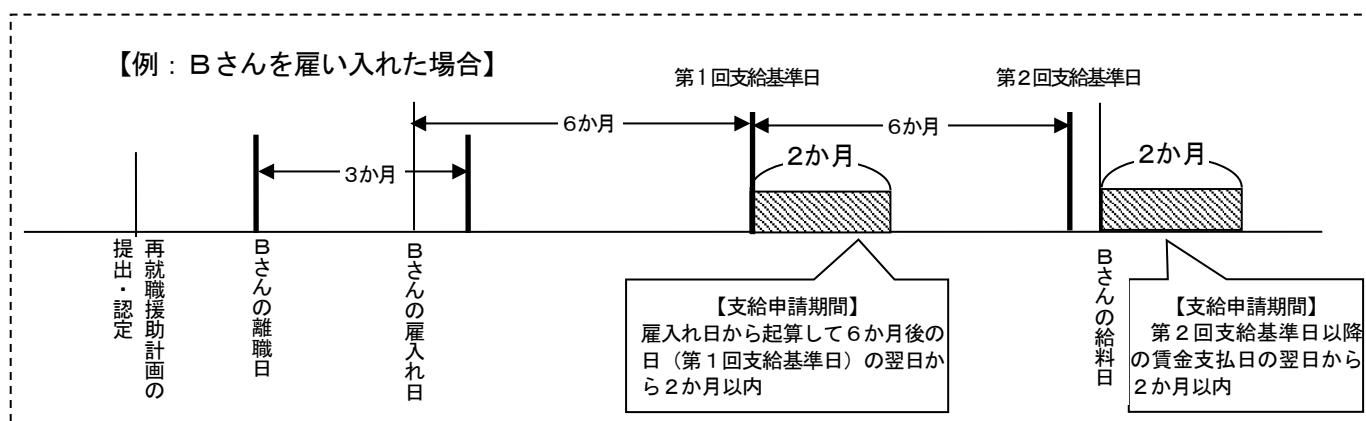 【例：Ｂさんを雇い入れた場合】
第１回支給基準日
第２回支給基準日
６か月
６か月
３か月
２か月
２か月
再就職援助計画の
提出・認定
Ｂさんの離職日
Ｂさんの雇入れ日
Ｂさんの給料日
【支給申請期間】
雇入れ日から起算して６か月後の
日（第１回支給基準日）の翌日か
ら２か月以内
【支給申請期間】
第２回支給基準日以降
の賃金支払日の翌日から
２か月以内